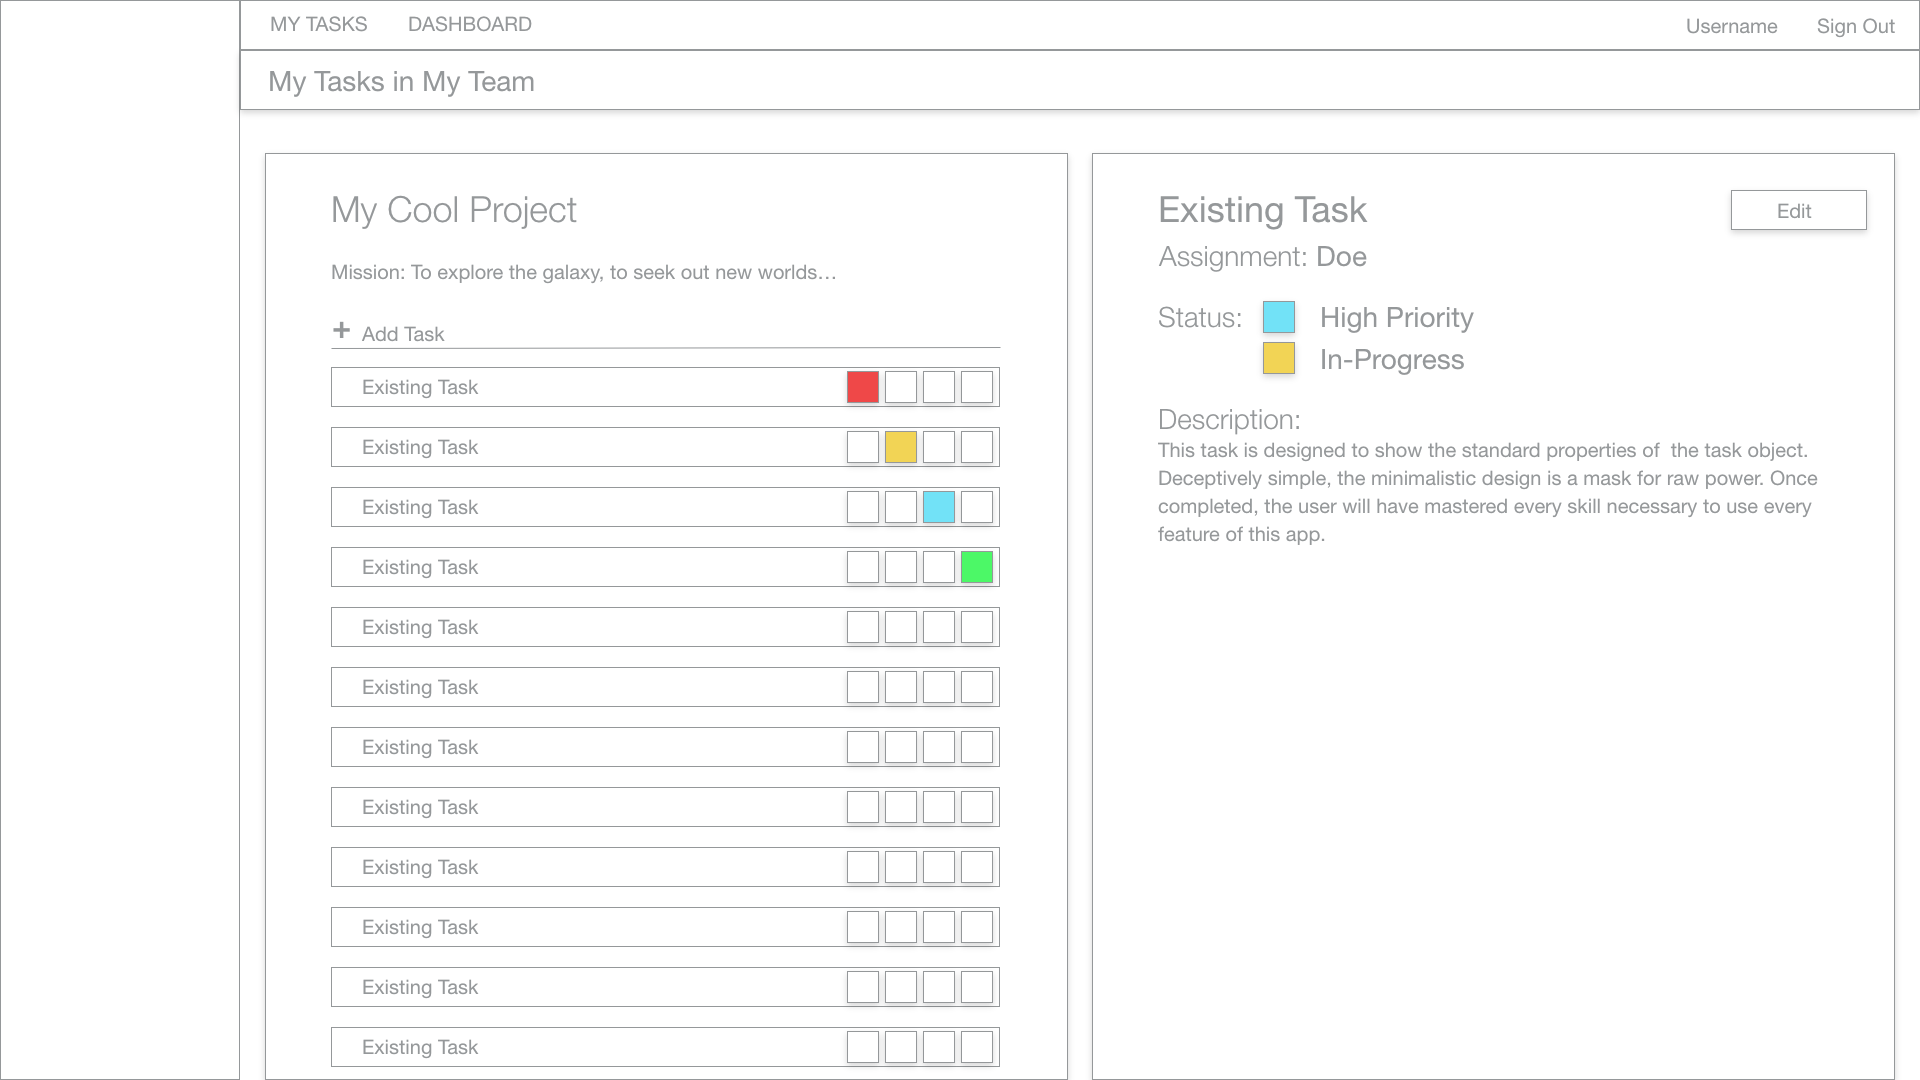 MY TASKS DASHBOARD Username Sign Out
My Tasks in My Team
My Cool Project
Mission: To explore the galaxy, to seek out new worlds…
+ Add Task
Existing Task
Existing Task
Existing Task
Existing Task
Existing Task
Existing Task
Existing Task
Existing Task
Existing Task
Existing Task
Existing Task
Existing Task
Existing Task
Edit
Assignment: Doe
Status: High Priority
In-Progress
Description:
This task is designed to show the standard properties of  the task object.
Deceptively simple, the minimalistic design is a mask for raw power. Once
completed, the user will have mastered every skill necessary to use every
feature of this app.